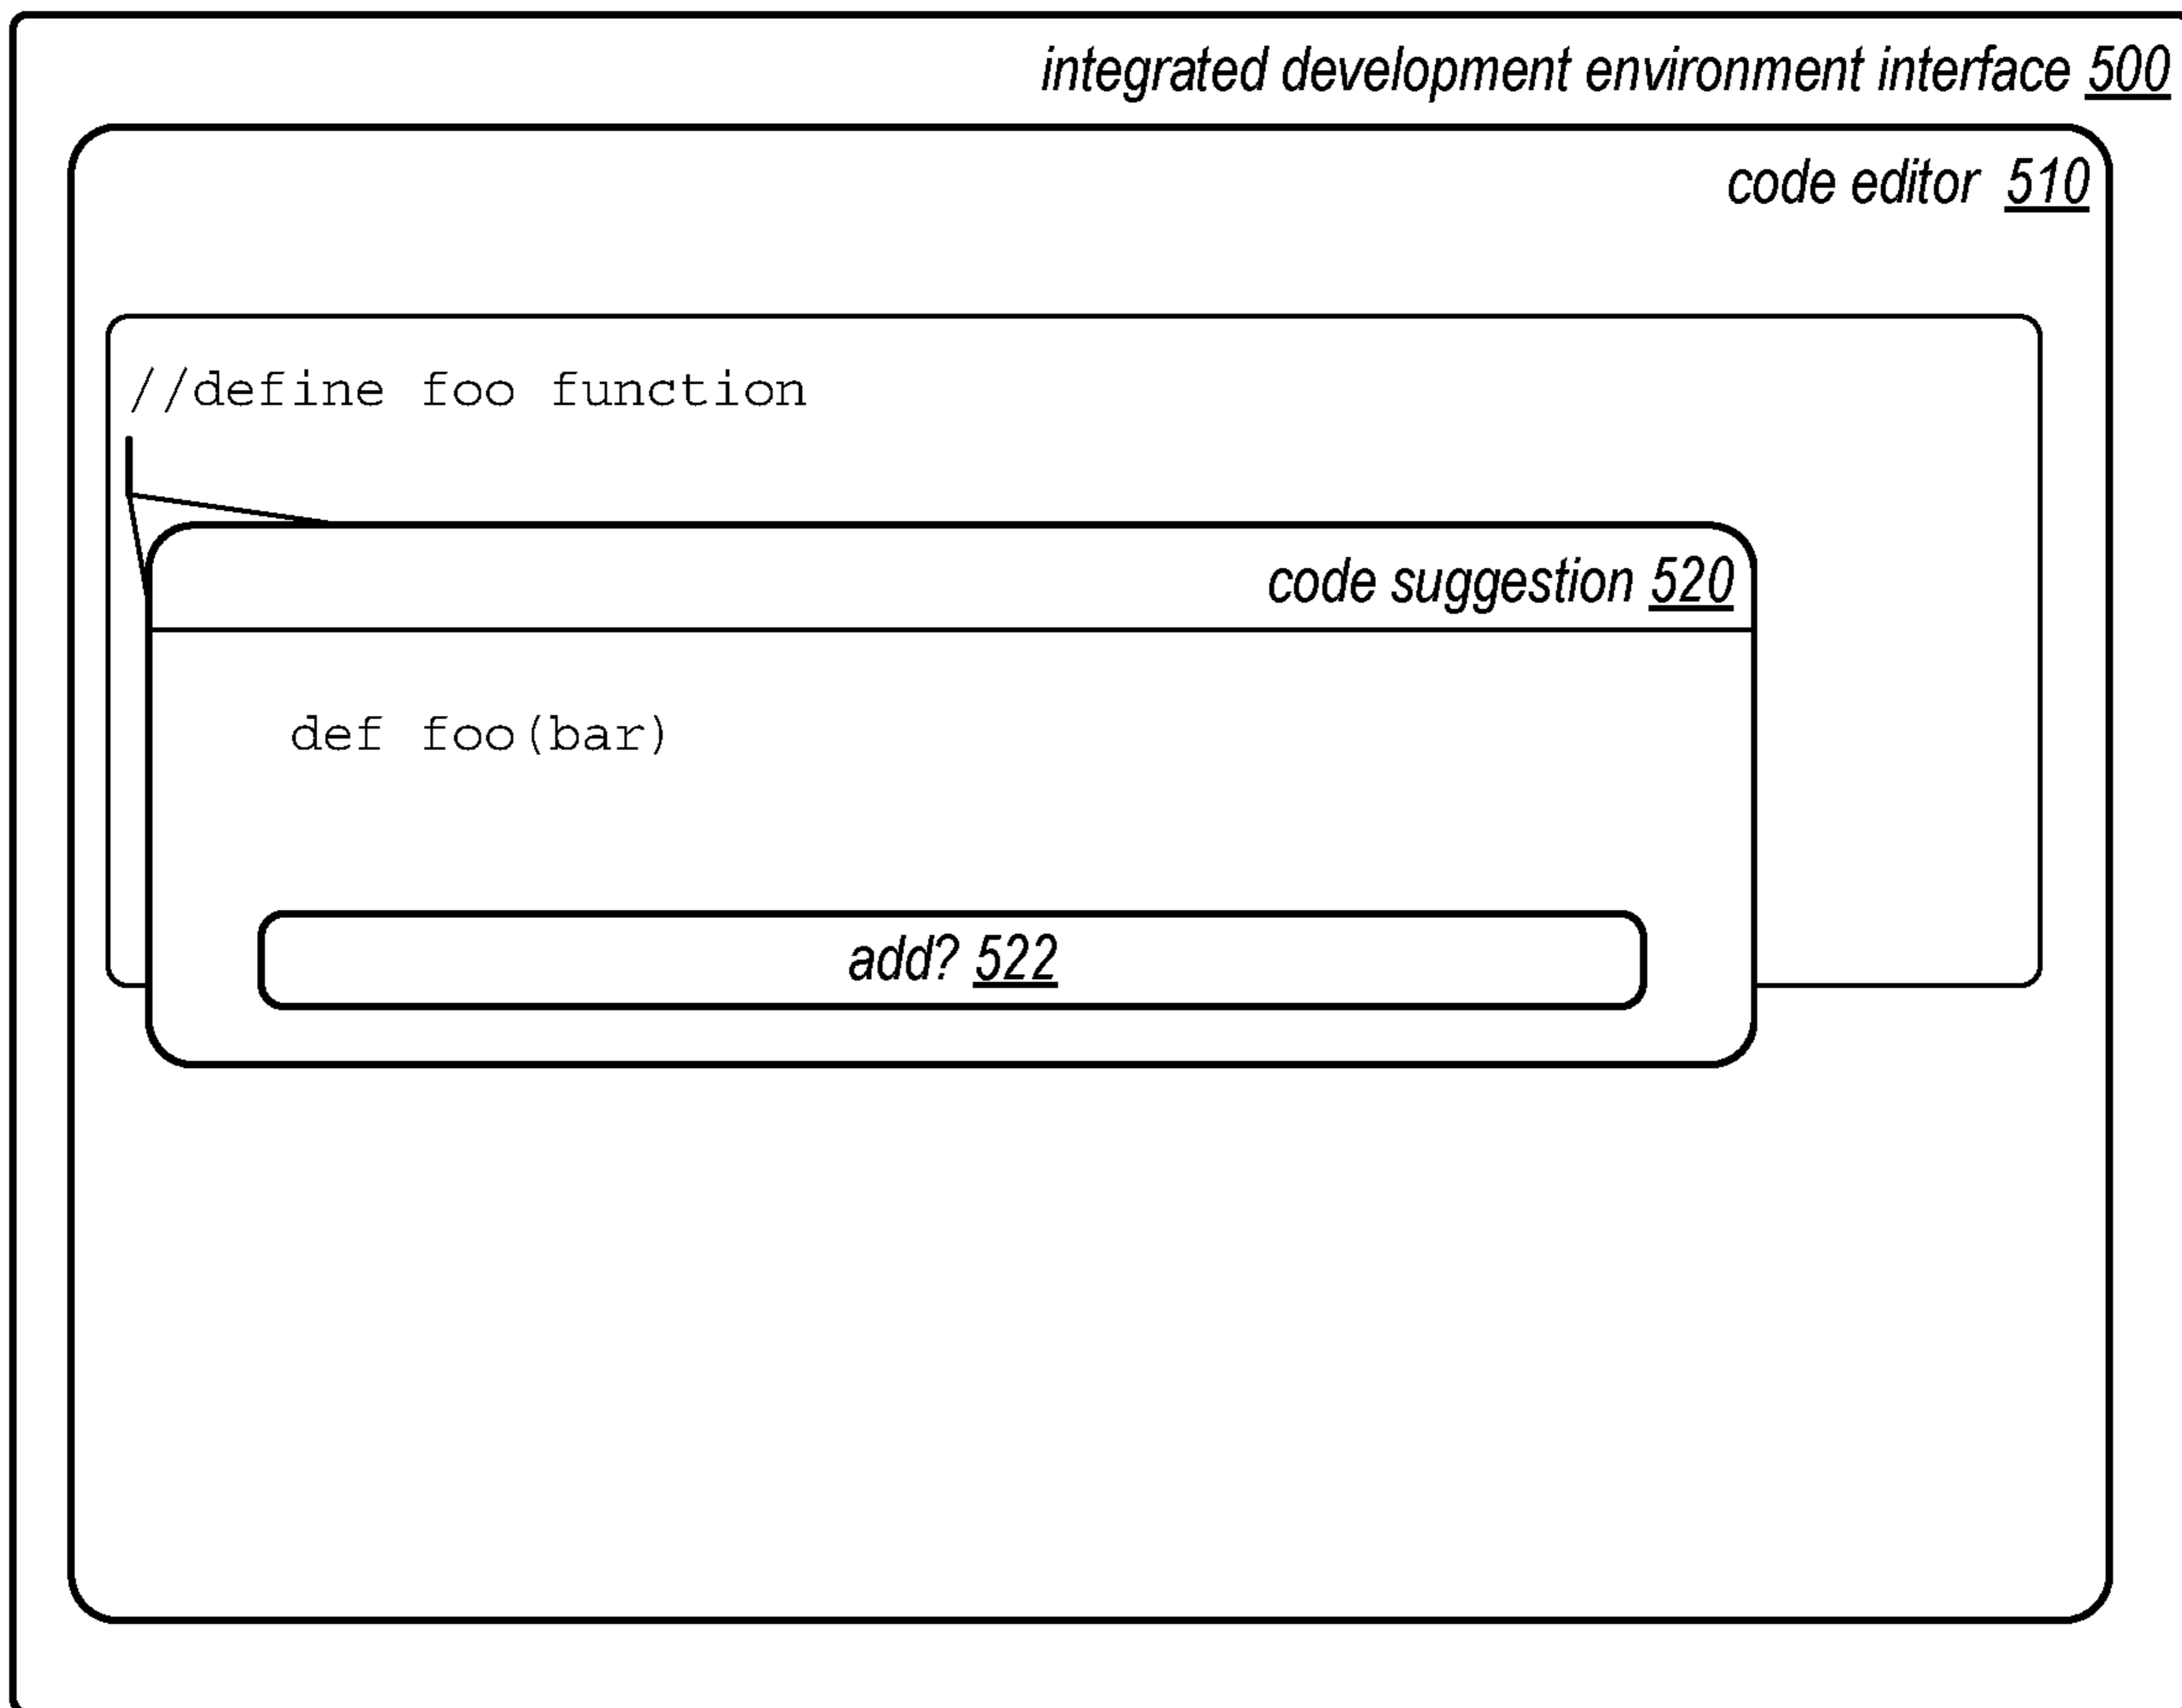 integrated development environment interface 500
code editor 510
//define foo function
code suggestion 520
def foo(bar)
add? 522